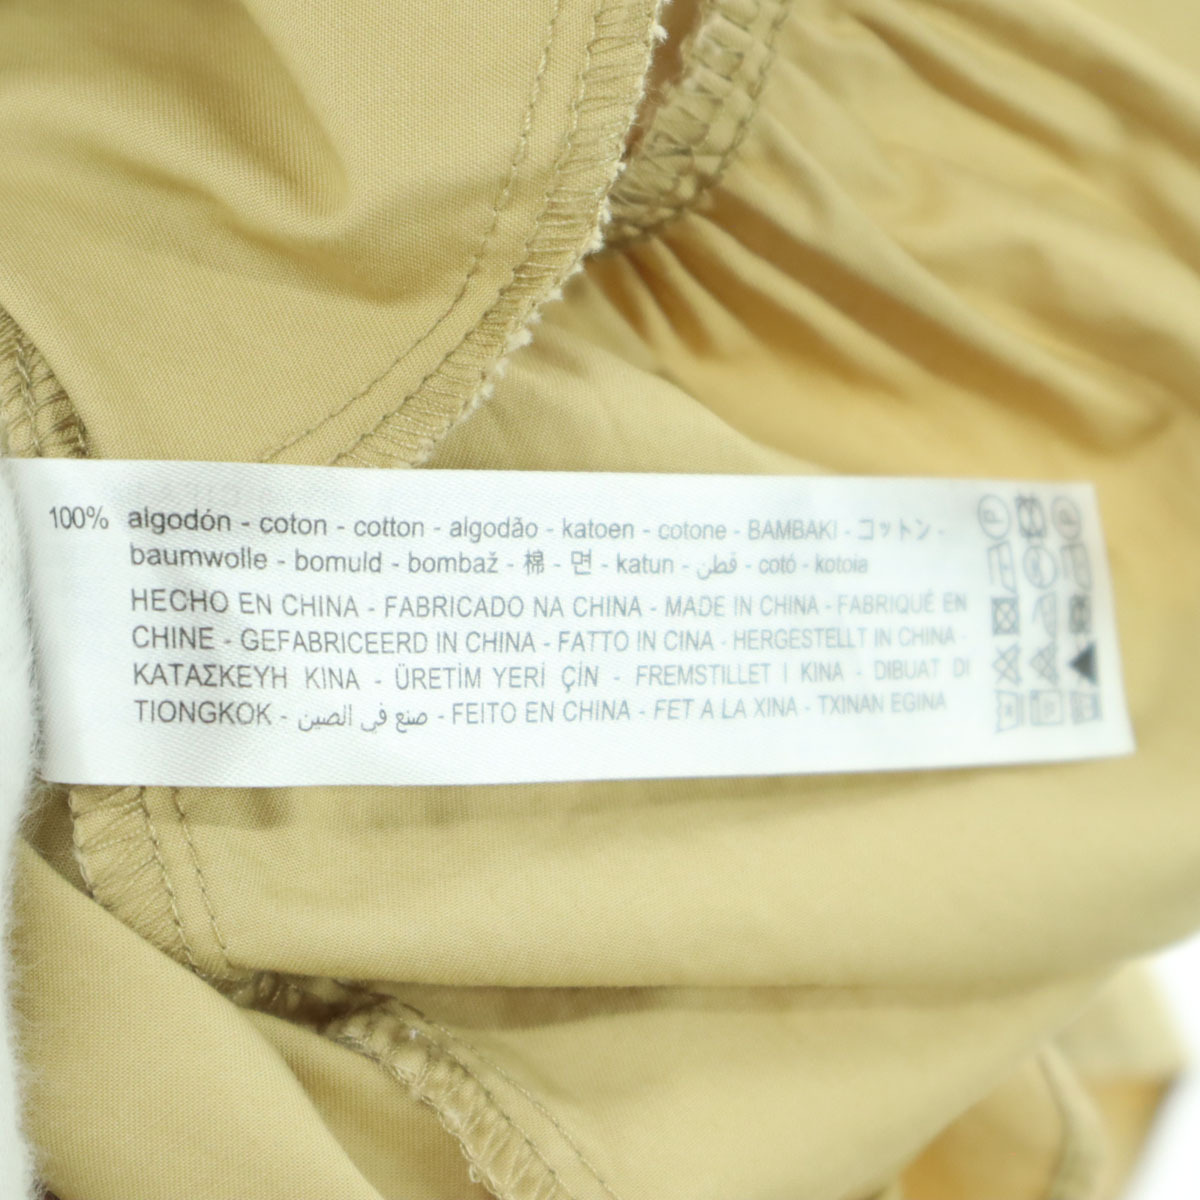 100% algodón - coton - cotton - algodão - katoen - cotone - BAMBAKI - コットン -
baumwolle - bomuld - bombaž - 棉 - 면 - katun - قطن - cotó - kotoia
HECHO EN CHINA - FABRICADO NA CHINA - MADE IN CHINA - FABRIQUÉ EN
CHINE - GEFABRICEERD IN CHINA - FATTO IN CINA - HERGESTELLT IN CHINA -
ΚΑΤΑΣΚΕΥΗ ΚΙΝΑ - ÜRETİM YERİ ÇİN - FREMSTILLET I KINA - DIBUAT DI
TIONGKOK - صنع في الصين - FEITO EN CHINA - FET A LA XINA - TXINAN EGINA